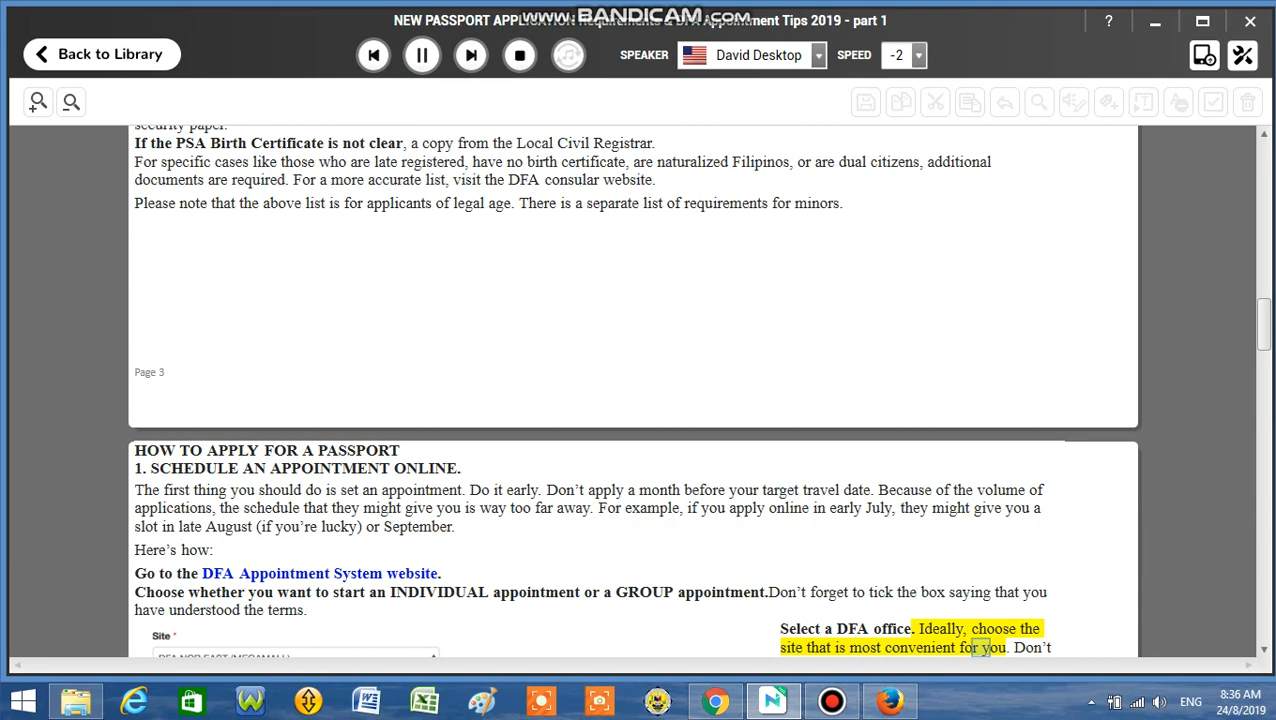 NEW PASSPORT APPLICATION Requirements & DFA Appointment Tips 2019 - part 1
www.BANDICAM.com
Back to Library
SPEAKER
David Desktop
SPEED
-2
?
security paper.
If the PSA Birth Certificate is not clear, a copy from the Local Civil Registrar.
For specific cases like those who are late registered, have no birth certificate, are naturalized Filipinos, or are dual citizens, additional
documents are required. For a more accurate list, visit the DFA consular website.
Please note that the above list is for applicants of legal age. There is a separate list of requirements for minors.
Page 3
HOW TO APPLY FOR A PASSPORT
1. SCHEDULE AN APPOINTMENT ONLINE.
The first thing you should do is set an appointment. Do it early. Don’t apply a month before your target travel date. Because of the volume of
applications, the schedule that they might give you is way too far away. For example, if you apply online in early July, they might give you a
slot in late August (if you’re lucky) or September.
Here’s how:
Go to the DFA Appointment System website.
Choose whether you want to start an INDIVIDUAL appointment or a GROUP appointment.Don’t forget to tick the box saying that you
have understood the terms.
Site *
DFA NCR EAST (MEGAMALL)
Select a DFA office. Ideally, choose the
site that is most convenient for you. Don’t
ENG
8:36 AM
24/8/2019